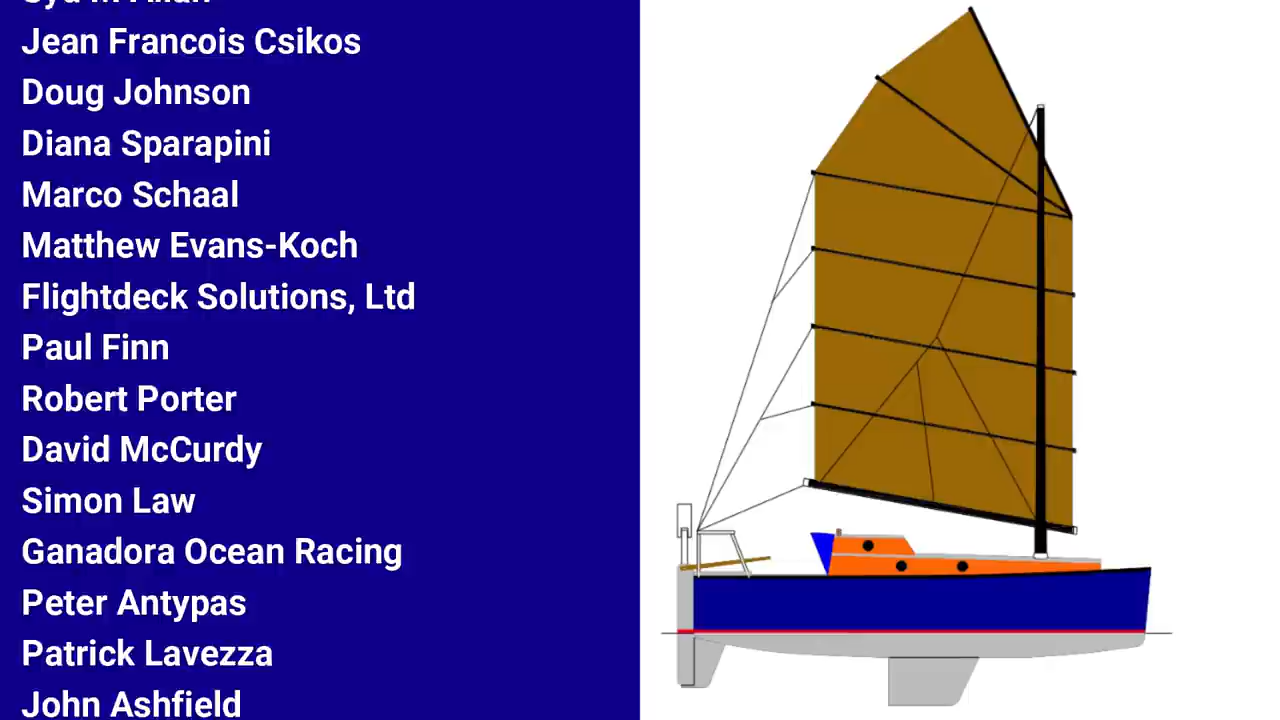 Jean Francois Csikos
Doug Johnson
Diana Sparapini
Marco Schaal
Matthew Evans-Koch
Flightdeck Solutions, Ltd
Paul Finn
Robert Porter
David McCurdy
Simon Law
Ganadora Ocean Racing
Peter Antypas
Patrick Lavezza
John Ashfield